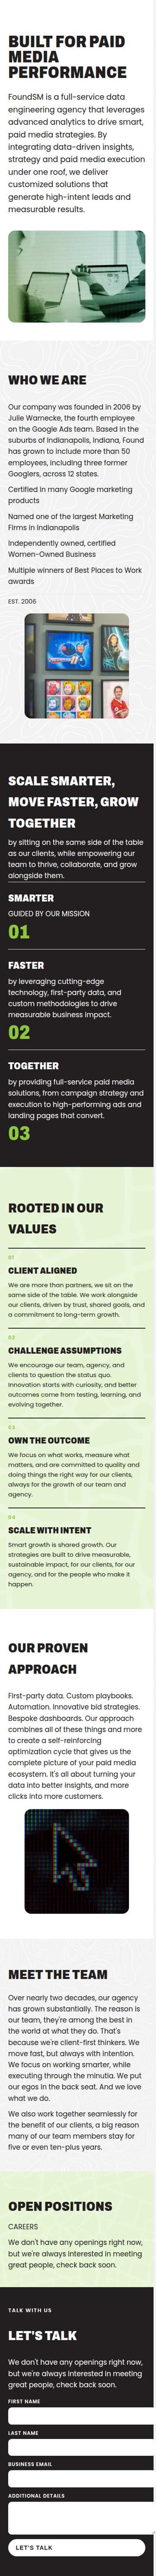 BUILT FOR PAID
MEDIA
PERFORMANCE
FoundSM is a full-service data
engineering agency that leverages
advanced analytics to drive smart,
paid media strategies. By
integrating data-driven insights,
strategy and paid media execution
under one roof, we deliver
customized solutions that
generate high-intent leads and
measurable results.
WHO WE ARE
Our company was founded in 2006 by
Julie Warnecke, the fourth employee
on the Google Ads team. Based in the
suburbs of Indianapolis, Indiana, Found
has grown to include more than 50
employees, including three former
Googlers, across 12 states.
Certified in many Google marketing
products
Named one of the largest Marketing
Firms in Indianapolis
Independently owned, certified
Women-Owned Business
Multiple winners of Best Places to Work
awards
EST. 2006
SCALE SMARTER,
MOVE FASTER, GROW
TOGETHER
by sitting on the same side of the table
as our clients, while empowering our
team to thrive, collaborate, and grow
alongside them.
SMARTER
GUIDED BY OUR MISSION
01
FASTER
by leveraging cutting-edge
technology, first-party data, and
custom methodologies to drive
measurable business impact.
02
TOGETHER
by providing full-service paid media
solutions, from campaign strategy and
execution to high-performing ads and
landing pages that convert.
03
ROOTED IN OUR
VALUES
01
CLIENT ALIGNED
We are more than partners, we sit on the
same side of the table. We work alongside
our clients, driven by trust, shared goals, and
a commitment to long-term growth.
02
CHALLENGE ASSUMPTIONS
We encourage our team, agency, and
clients to question the status quo.
Innovation starts with curiosity, and better
outcomes come from testing, learning, and
evolving together.
03
OWN THE OUTCOME
We focus on what works, measure what
matters, and are committed to quality and
doing things the right way for our clients,
always for the growth of our team and
agency.
04
SCALE WITH INTENT
Smart growth is shared growth. Our
strategies are built to drive measurable,
sustainable impact, for our clients, for our
agency, and for the people who make it
happen.
OUR PROVEN
APPROACH
First-party data. Custom playbooks.
Automation. Innovative bid strategies.
Bespoke dashboards. Our approach
combines all of these things and more
to create a self-reinforcing
optimization cycle that gives us the
complete picture of your paid media
ecosystem. It's all about turning your
data into better insights, and more
clicks into more customers.
MEET THE TEAM
Over nearly two decades, our agency
has grown substantially. The reason is
our team, they're among the best in
the world at what they do. That's
because we're client-first thinkers. We
move fast, but always with intention.
We focus on working smarter, while
executing through the minutia. We put
our egos in the back seat. And we love
what we do.
We also work together seamlessly for
the benefit of our clients, a big reason
many of our team members stay for
five or even ten-plus years.
OPEN POSITIONS
CAREERS
We don't have any openings right now,
but we're always interested in meeting
great people, check back soon.
TALK WITH US
LET'S TALK
We don't have any openings right now,
but we're always interested in meeting
great people, check back soon.
FIRST NAME
LAST NAME
BUSINESS EMAIL
ADDITIONAL DETAILS
LET'S TALK